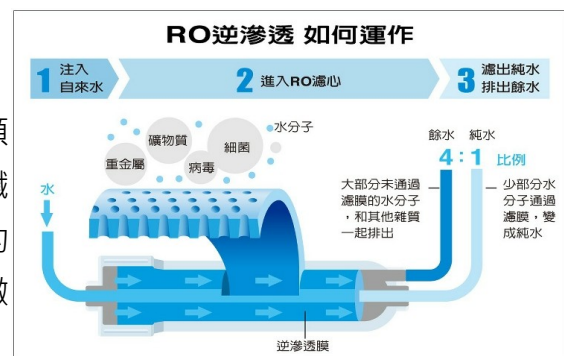 RO逆滲透 如何運作
1 注入
自來水
2 進入RO濾心
3 濾出純水
排出餘水
水分子
礦物質
細菌
重金屬
病毒
水
餘水 純水
4:1 比例
大部分未通過
濾膜的水分子
,和其他雜質
一起排出
少部分水
分子通過
濾膜,變
成純水
逆滲透膜
的